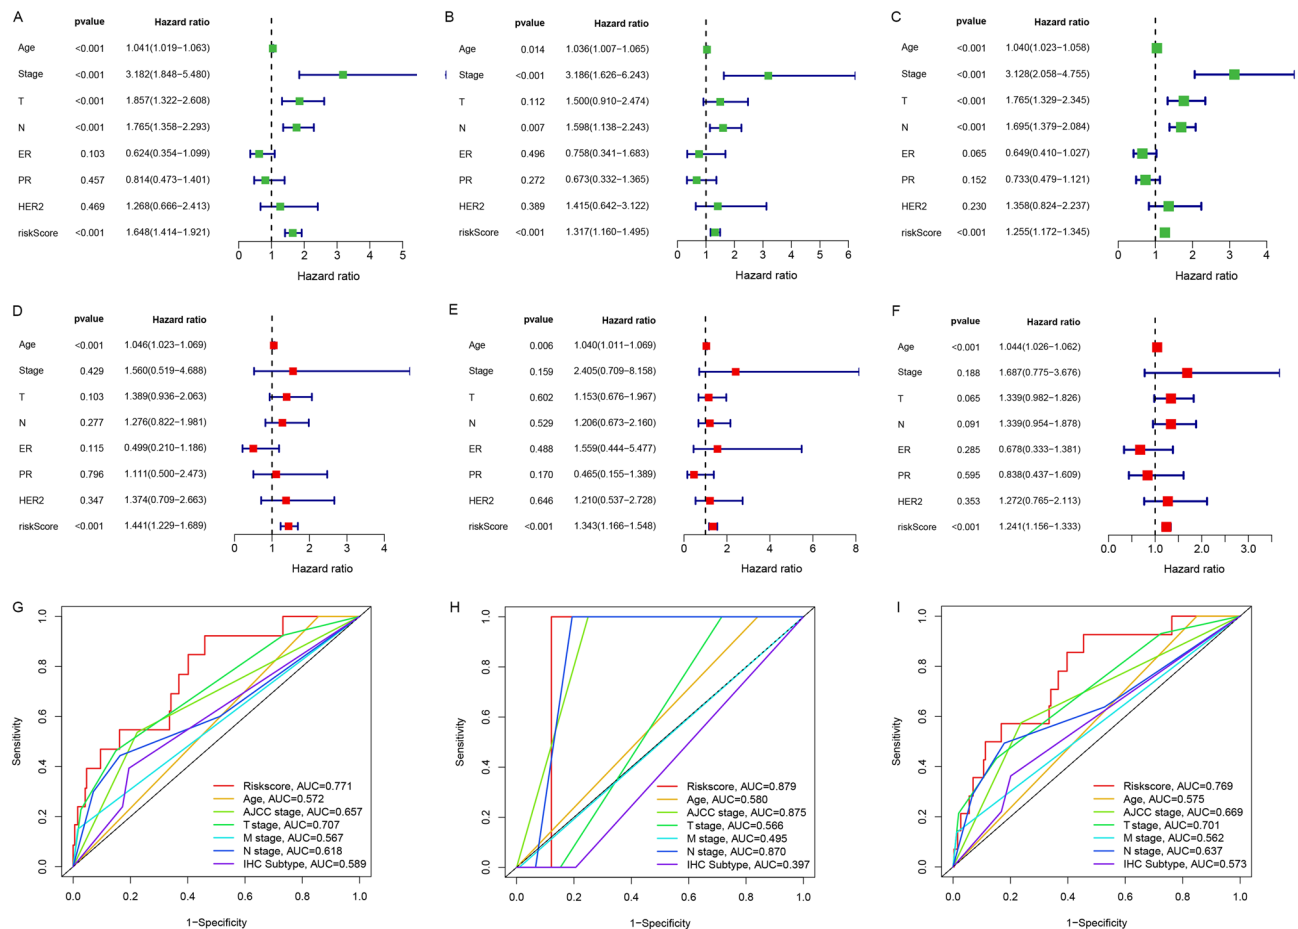 A
pvalue Hazard ratio
Age <0.001 1.041(1.019−1.063)
Stage <0.001 3.182(1.848−5.480)
T <0.001 1.857(1.322−2.608)
N <0.001 1.765(1.358−2.293)
ER 0.103 0.624(0.354−1.099)
PR 0.457 0.814(0.473−1.401)
HER2 0.469 1.268(0.666−2.413)
riskScore <0.001 1.648(1.414−1.921)
0 1 2 3 4 5
Hazard ratio
B
pvalue Hazard ratio
Age 0.014 1.036(1.007−1.065)
Stage <0.001 3.186(1.626−6.243)
T 0.112 1.500(0.910−2.474)
N 0.007 1.598(1.138−2.243)
ER 0.496 0.758(0.341−1.683)
PR 0.272 0.673(0.332−1.365)
HER2 0.389 1.415(0.642−3.122)
riskScore <0.001 1.317(1.160−1.495)
0 1 2 3 4 5 6
Hazard ratio
C
pvalue Hazard ratio
Age <0.001 1.040(1.023−1.058)
Stage <0.001 3.128(2.058−4.755)
T <0.001 1.765(1.329−2.345)
N <0.001 1.695(1.379−2.084)
ER 0.065 0.649(0.410−1.027)
PR 0.152 0.733(0.479−1.121)
HER2 0.230 1.358(0.824−2.237)
riskScore <0.001 1.255(1.172−1.345)
0 1 2 3 4
Hazard ratio
D
pvalue Hazard ratio
Age <0.001 1.046(1.023−1.069)
Stage 0.429 1.560(0.519−4.688)
T 0.103 1.389(0.936−2.063)
N 0.277 1.276(0.822−1.981)
ER 0.115 0.499(0.210−1.186)
PR 0.796 1.111(0.500−2.473)
HER2 0.347 1.374(0.709−2.663)
riskScore <0.001 1.441(1.229−1.689)
0 1 2 3 4
Hazard ratio
E
pvalue Hazard ratio
Age 0.006 1.040(1.011−1.069)
Stage 0.159 2.405(0.709−8.158)
T 0.602 1.153(0.676−1.967)
N 0.529 1.206(0.673−2.160)
ER 0.488 1.559(0.444−5.477)
PR 0.170 0.465(0.155−1.389)
HER2 0.646 1.210(0.537−2.728)
riskScore <0.001 1.343(1.166−1.548)
0 2 4 6 8
Hazard ratio
F
pvalue Hazard ratio
Age <0.001 1.044(1.026−1.062)
Stage 0.188 1.687(0.775−3.676)
T 0.065 1.339(0.982−1.826)
N 0.091 1.339(0.954−1.878)
ER 0.285 0.678(0.333−1.381)
PR 0.595 0.838(0.437−1.609)
HER2 0.353 1.272(0.765−2.113)
riskScore <0.001 1.241(1.156−1.333)
0.0 1.0 2.0 3.0
Hazard ratio
G
Sensitivity
1.0
0.8
0.6
0.4
0.2
0.0
Riskscore, AUC=0.771
Age, AUC=0.572
AJCC stage, AUC=0.657
T stage, AUC=0.707
M stage, AUC=0.567
N stage, AUC=0.618
IHC Subtype, AUC=0.589
0.0 0.2 0.4 0.6 0.8 1.0
1−Specificity
H
Sensitivity
1.0
0.8
0.6
0.4
0.2
0.0
Riskscore, AUC=0.879
Age, AUC=0.580
AJCC stage, AUC=0.875
T stage, AUC=0.566
M stage, AUC=0.495
N stage, AUC=0.870
IHC Subtype, AUC=0.397
0.0 0.2 0.4 0.6 0.8 1.0
1−Specificity
I
Sensitivity
1.0
0.8
0.6
0.4
0.2
0.0
Riskscore, AUC=0.769
Age, AUC=0.575
AJCC stage, AUC=0.669
T stage, AUC=0.701
M stage, AUC=0.562
N stage, AUC=0.637
IHC Subtype, AUC=0.573
0.0 0.2 0.4 0.6 0.8 1.0
1−Specificity